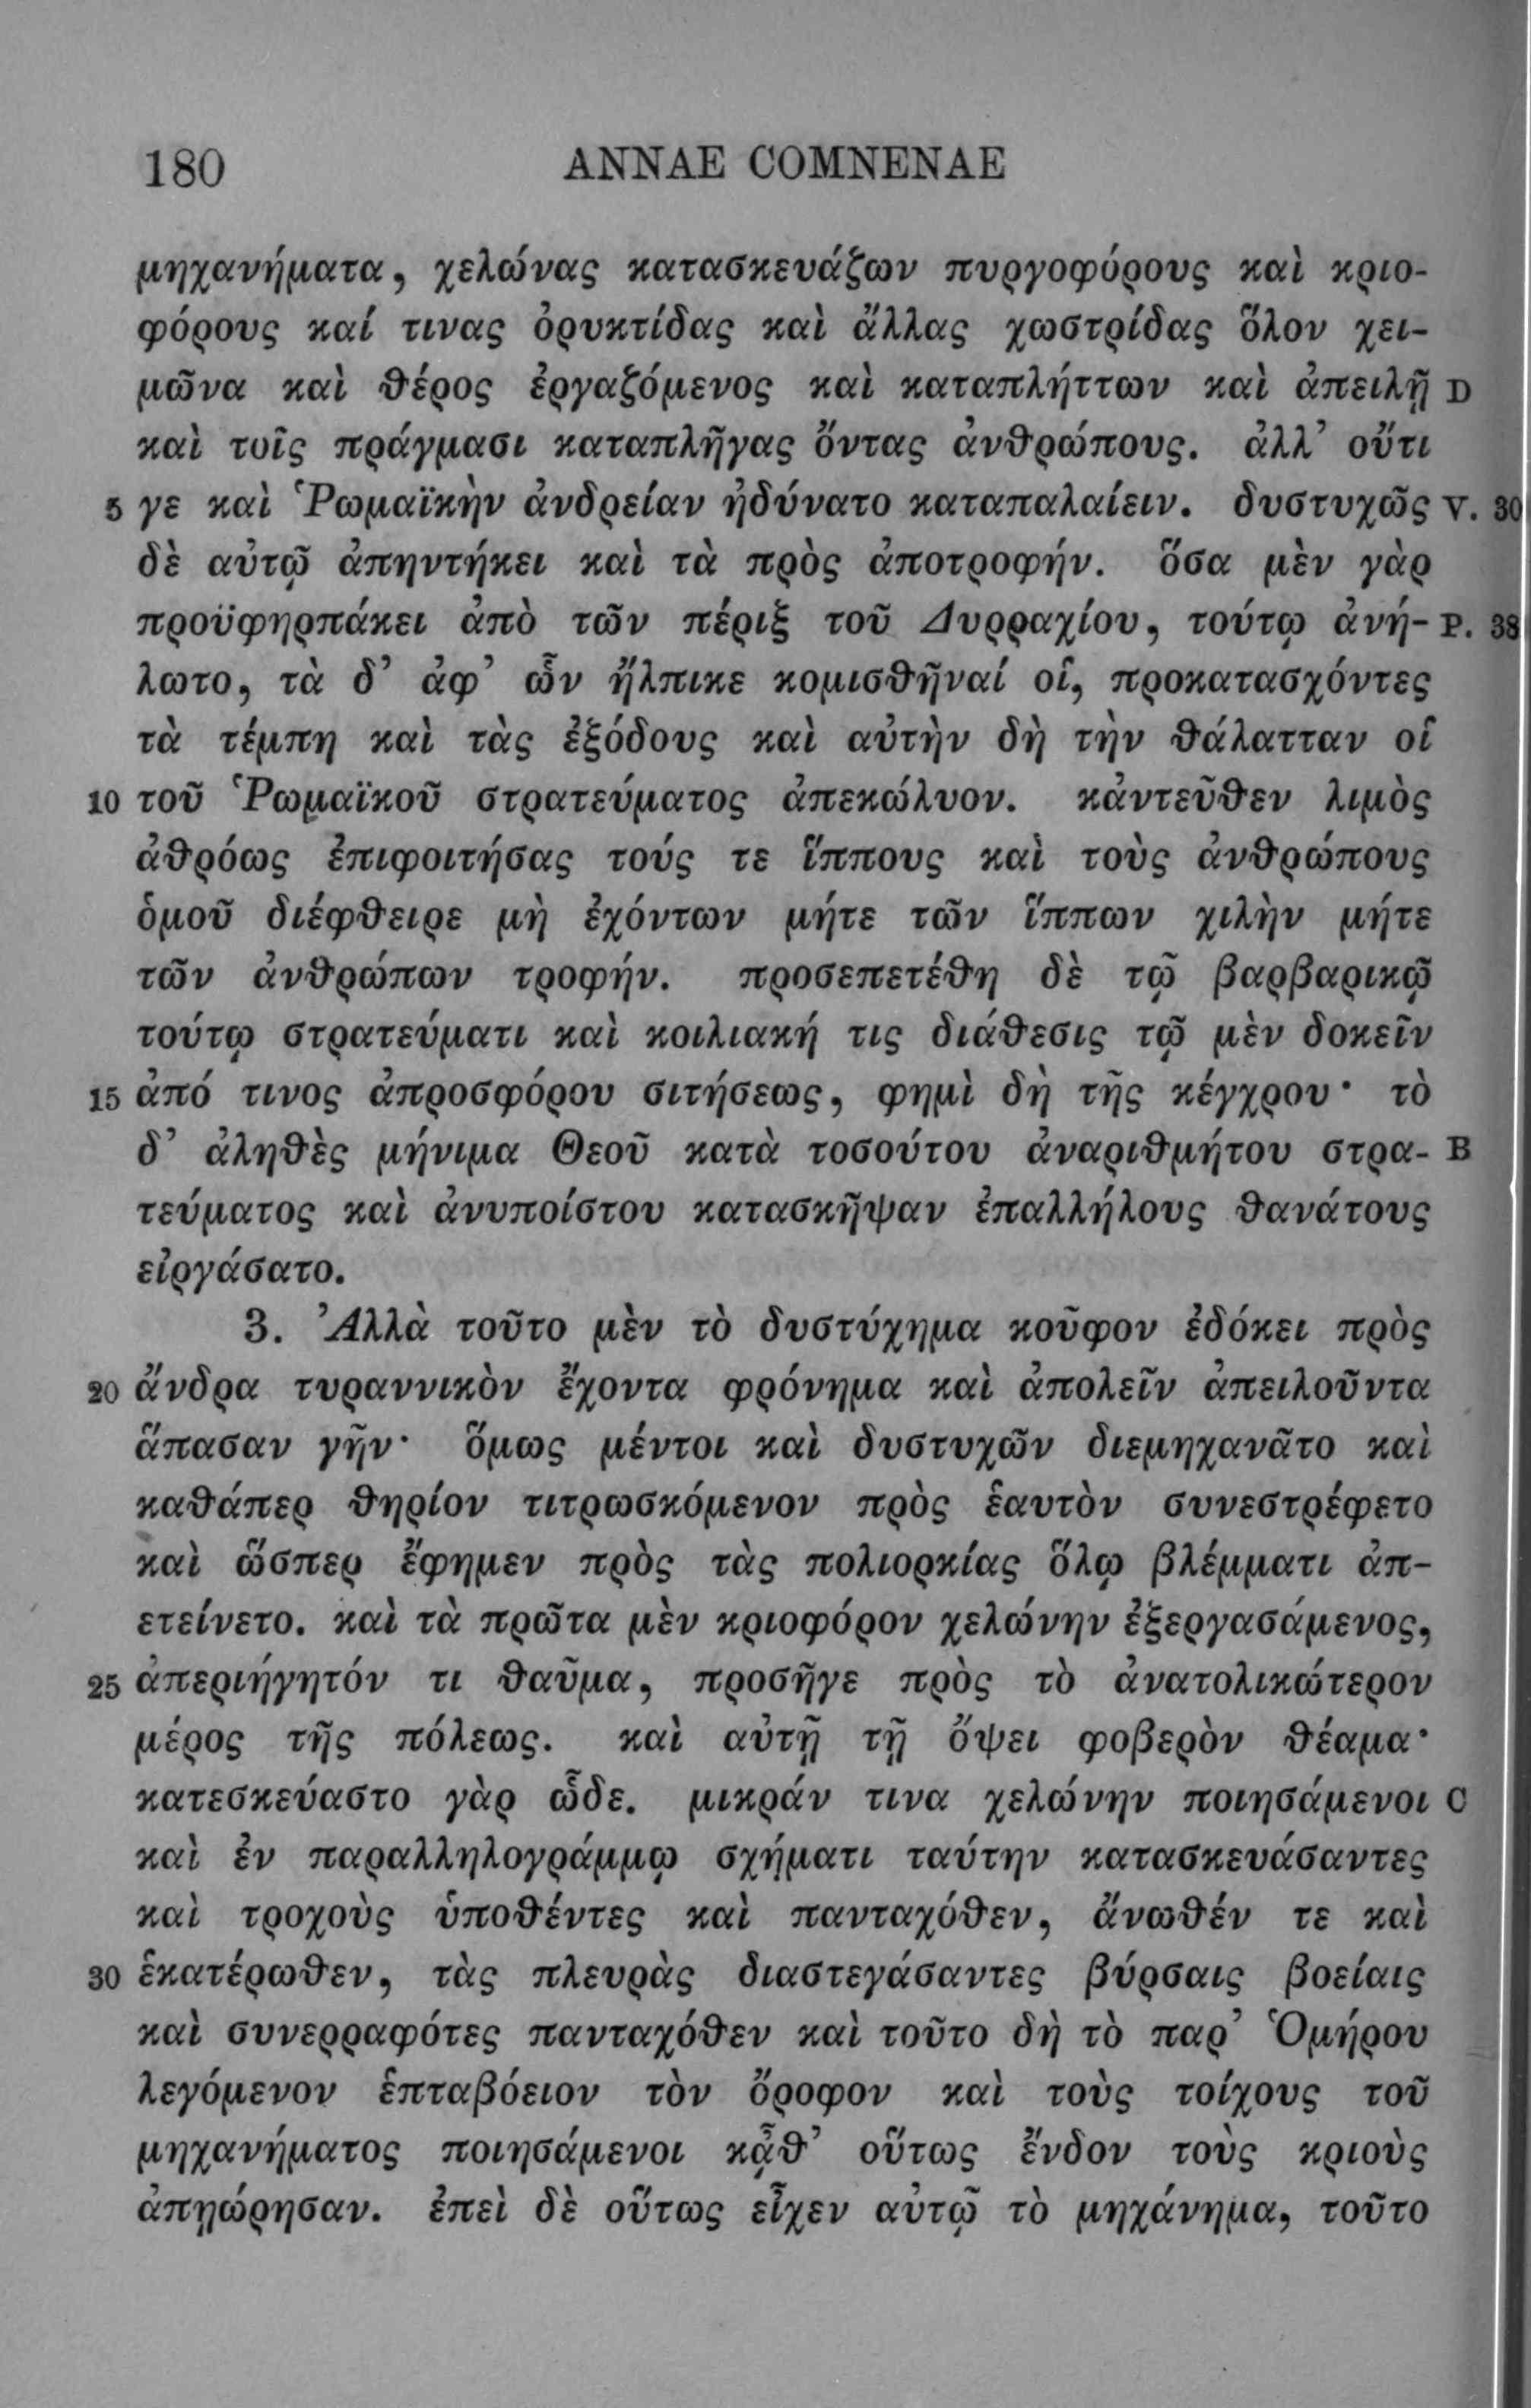 180 ANNAE COMNENAE
μηχανήματα, χελώνας κατασκευάζων πυργοφόρους καὶ κριο-
φόρους καί τινας ὀρυκτίδας καὶ ἄλλας χωστρίδας ὅλον χει-
μῶνα καὶ θέρος ἐργαζόμενος καὶ καταπλήττων καὶ ἀπειλῇ D
καὶ τοῖς πράγμασι καταπλῆγας ὄντας ἀνθρώπους. ἀλλ’ οὔτι
5 γε καὶ Ῥωμαϊκὴν ἀνδρείαν ἠδύνατο καταπαλαίειν. δυστυχῶς V. 30
δὲ αὐτῷ ἀπηντήκει καὶ τὰ πρὸς ἀποτροφήν. ὅσα μὲν γὰρ
προϋφηρπάκει ἀπὸ τῶν πέριξ τοῦ Δυρραχίου, τούτῳ ἀνή- P. 38
λωτο, τὰ δ’ ἀφ’ ὧν ἤλπικε κομισθῆναί οἱ, προκατασχόντες
τὰ τέμπη καὶ τὰς ἐξόδους καὶ αὐτὴν δὴ τὴν θάλατταν οἱ
10 τοῦ Ῥωμαϊκοῦ στρατεύματος ἀπεκώλυον. κἀντεῦθεν λιμὸς
ἀθρόως ἐπιφοιτήσας τούς τε ἵππους καὶ τοὺς ἀνθρώπους
ὁμοῦ διέφθειρε μὴ ἐχόντων μήτε τῶν ἵππων χιλὴν μήτε
τῶν ἀνθρώπων τροφήν. προσεπετέθη δὲ τῷ βαρβαρικῷ
τούτῳ στρατεύματι καὶ κοιλιακή τις διάθεσις τῷ μὲν δοκεῖν
15 ἀπό τινος ἀπροσφόρου σιτήσεως, φημὶ δὴ τῆς κέγχρου· τὸ
δ’ ἀληθὲς μήνιμα Θεοῦ κατὰ τοσούτου ἀναριθμήτου στρα- B
τεύματος καὶ ἀνυποίστου κατασκῆψαν ἐπαλλήλους θανάτους
εἰργάσατο.
3. Ἀλλὰ τοῦτο μὲν τὸ δυστύχημα κοῦφον ἐδόκει πρὸς
20 ἄνδρα τυραννικὸν ἔχοντα φρόνημα καὶ ἀπολεῖν ἀπειλοῦντα
ἅπασαν γῆν· ὅμως μέντοι καὶ δυστυχῶν διεμηχανᾶτο καὶ
καθάπερ θηρίον τιτρωσκόμενον πρὸς ἑαυτὸν συνεστρέφετο
καὶ ὥσπερ ἔφημεν πρὸς τὰς πολιορκίας ὅλῳ βλέμματι ἀπ-
ετείνετο. καὶ τὰ πρῶτα μὲν κριοφόρον χελώνην ἐξεργασάμενος,
25 ἀπεριήγητόν τι θαῦμα, προσῆγε πρὸς τὸ ἀνατολικώτερον
μέρος τῆς πόλεως. καὶ αὐτῇ τῇ ὄψει φοβερὸν θέαμα·
κατεσκεύαστο γὰρ ὧδε. μικράν τινα χελώνην ποιησάμενοι C
καὶ ἐν παραλληλογράμμῳ σχήματι ταύτην κατασκευάσαντες
καὶ τροχοὺς ὑποθέντες καὶ πανταχόθεν, ἄνωθέν τε καὶ
30 ἑκατέρωθεν, τὰς πλευρὰς διαστεγάσαντες βύρσαις βοείαις
καὶ συνερραφότες πανταχόθεν καὶ τοῦτο δὴ τὸ παρ’ Ὁμήρου
λεγόμενον ἑπταβόειον τὸν ὄροφον καὶ τοὺς τοίχους τοῦ
μηχανήματος ποιησάμενοι κᾆθ’ οὕτως ἔνδον τοὺς κριοὺς
ἀπῃώρησαν. ἐπεὶ δὲ οὕτως εἶχεν αὐτῷ τὸ μηχάνημα, τοῦτο